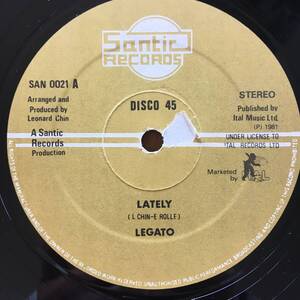 Santic
RECORDS
SAN 0021 A
Arranged and
Produced by
Leonard Chin
A Santic
Records
Production
DISCO 45
STEREO
Published by
Ital Music Ltd.
(P) 1981
UNDER LICENSE TO
ITAL RECORDS LTD
Marketed
by
LATELY
( L CHIN-E ROLLE )
LEGATO